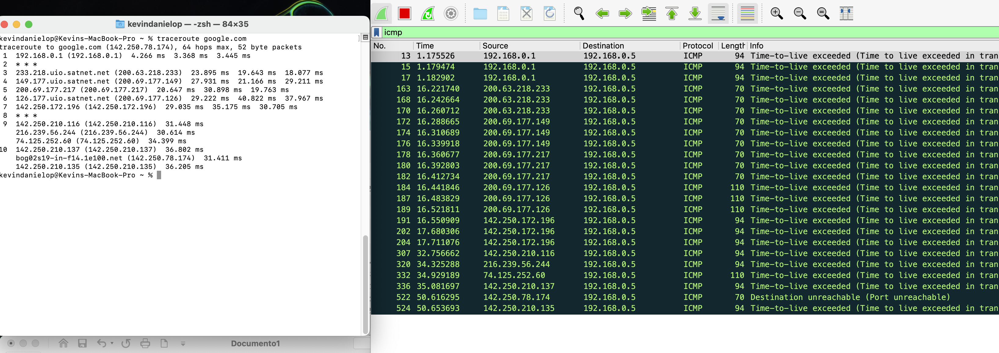 kevindanielop — -zsh — 84×35
kevindanielop@Kevins-MacBook-Pro ~ % traceroute google.com
traceroute to google.com (142.250.78.174), 64 hops max, 52 byte packets
1 192.168.0.1 (192.168.0.1) 4.266 ms 3.368 ms 3.445 ms
2 * * *
3 233.218.uio.satnet.net (200.63.218.233) 23.895 ms 19.643 ms 18.077 ms
4 149.177.uio.satnet.net (200.69.177.149) 27.931 ms 21.166 ms 29.211 ms
5 200.69.177.217 (200.69.177.217) 20.647 ms 30.898 ms 19.763 ms
6 126.177.uio.satnet.net (200.69.177.126) 29.222 ms 40.822 ms 37.967 ms
7 142.250.172.196 (142.250.172.196) 29.035 ms 35.175 ms 30.705 ms
8 * * *
9 142.250.210.116 (142.250.210.116) 31.448 ms
216.239.56.244 (216.239.56.244) 30.614 ms
74.125.252.60 (74.125.252.60) 34.399 ms
10 142.250.210.137 (142.250.210.137) 36.802 ms
bog02s19-in-f14.1e100.net (142.250.78.174) 31.411 ms
142.250.210.135 (142.250.210.135) 36.205 ms
kevindanielop@Kevins-MacBook-Pro ~ %
Documento1
icmp
No. Time Source Destination Protocol Length Info
13 1.175526 192.168.0.1 192.168.0.5 ICMP 94 Time-to-live exceeded (Time to live exceeded in tran
15 1.179474 192.168.0.1 192.168.0.5 ICMP 94 Time-to-live exceeded (Time to live exceeded in tran
17 1.182902 192.168.0.1 192.168.0.5 ICMP 94 Time-to-live exceeded (Time to live exceeded in tran
163 16.221740 200.63.218.233 192.168.0.5 ICMP 70 Time-to-live exceeded (Time to live exceeded in tran
168 16.242664 200.63.218.233 192.168.0.5 ICMP 70 Time-to-live exceeded (Time to live exceeded in tran
170 16.260712 200.63.218.233 192.168.0.5 ICMP 70 Time-to-live exceeded (Time to live exceeded in tran
172 16.288665 200.69.177.149 192.168.0.5 ICMP 70 Time-to-live exceeded (Time to live exceeded in tran
174 16.310689 200.69.177.149 192.168.0.5 ICMP 70 Time-to-live exceeded (Time to live exceeded in tran
176 16.339918 200.69.177.149 192.168.0.5 ICMP 70 Time-to-live exceeded (Time to live exceeded in tran
178 16.360677 200.69.177.217 192.168.0.5 ICMP 70 Time-to-live exceeded (Time to live exceeded in tran
180 16.392803 200.69.177.217 192.168.0.5 ICMP 70 Time-to-live exceeded (Time to live exceeded in tran
182 16.412734 200.69.177.217 192.168.0.5 ICMP 70 Time-to-live exceeded (Time to live exceeded in tran
184 16.441846 200.69.177.126 192.168.0.5 ICMP 110 Time-to-live exceeded (Time to live exceeded in tran
187 16.483829 200.69.177.126 192.168.0.5 ICMP 110 Time-to-live exceeded (Time to live exceeded in tran
189 16.521811 200.69.177.126 192.168.0.5 ICMP 110 Time-to-live exceeded (Time to live exceeded in tran
191 16.550909 142.250.172.196 192.168.0.5 ICMP 94 Time-to-live exceeded (Time to live exceeded in tran
202 17.680306 142.250.172.196 192.168.0.5 ICMP 94 Time-to-live exceeded (Time to live exceeded in tran
204 17.711076 142.250.172.196 192.168.0.5 ICMP 94 Time-to-live exceeded (Time to live exceeded in tran
307 32.756662 142.250.210.116 192.168.0.5 ICMP 94 Time-to-live exceeded (Time to live exceeded in tran
320 34.325288 216.239.56.244 192.168.0.5 ICMP 94 Time-to-live exceeded (Time to live exceeded in tran
332 34.929189 74.125.252.60 192.168.0.5 ICMP 110 Time-to-live exceeded (Time to live exceeded in tran
336 35.081697 142.250.210.137 192.168.0.5 ICMP 94 Time-to-live exceeded (Time to live exceeded in tran
522 50.616295 142.250.78.174 192.168.0.5 ICMP 70 Destination unreachable (Port unreachable)
524 50.653693 142.250.210.135 192.168.0.5 ICMP 94 Time-to-live exceeded (Time to live exceeded in tran